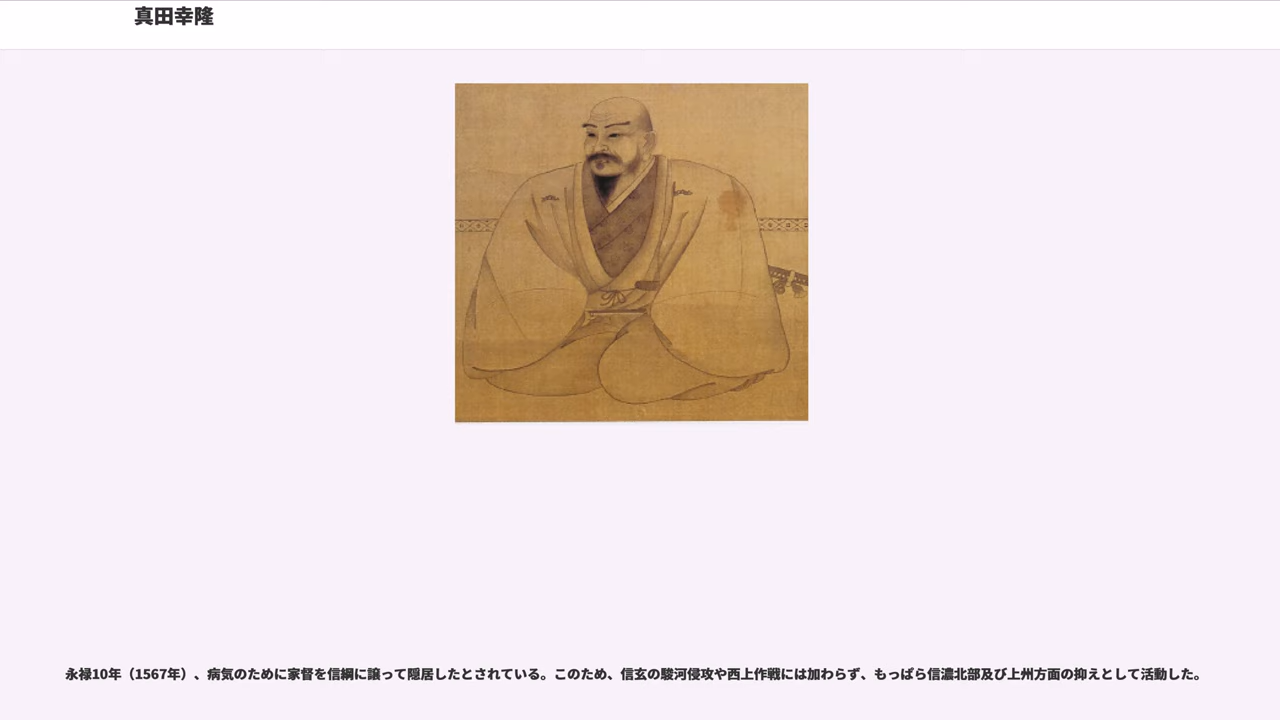 真田幸隆
永禄10年（1567年）、病気のために家督を信綱に譲って隠居したとされている。このため、信玄の駿河侵攻や西上作戦には加わらず、もっぱら信濃北部及び上州方面の抑えとして活動した。